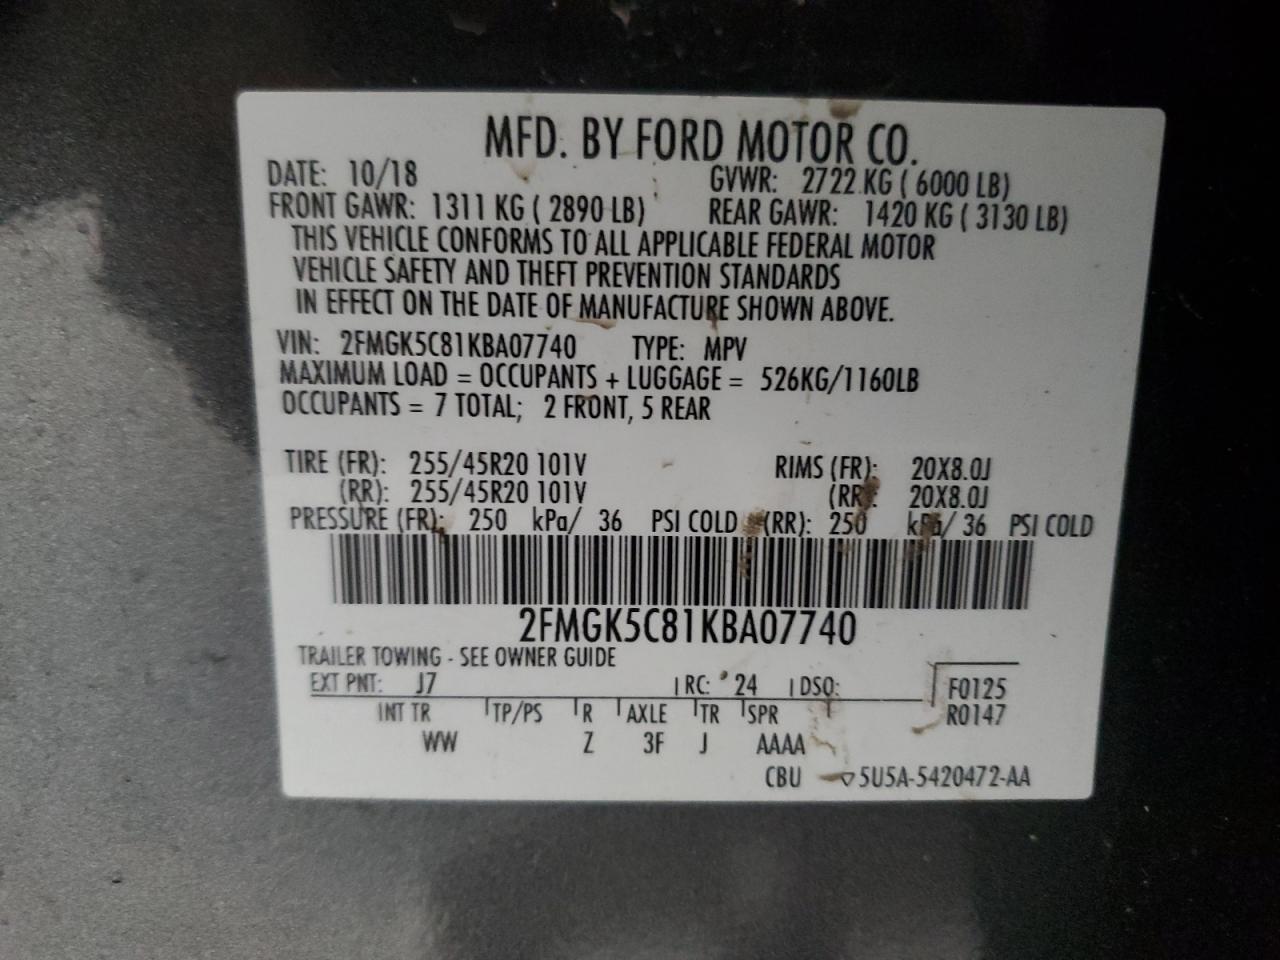 MFD. BY FORD MOTOR CO.
DATE: 10/18 GVWR: 2722 KG ( 6000 LB)
FRONT GAWR: 1311 KG ( 2890 LB) REAR GAWR: 1420 KG ( 3130 LB)
THIS VEHICLE CONFORMS TO ALL APPLICABLE FEDERAL MOTOR
VEHICLE SAFETY AND THEFT PREVENTION STANDARDS
IN EFFECT ON THE DATE OF MANUFACTURE SHOWN ABOVE.
VIN: 2FMGK5C81KBA07740 TYPE: MPV
MAXIMUM LOAD = OCCUPANTS + LUGGAGE = 526KG/1160LB
OCCUPANTS = 7 TOTAL; 2 FRONT, 5 REAR
TIRE (FR): 255/45R20 101V RIMS (FR): 20X8.0J
(RR): 255/45R20 101V (RR): 20X8.0J
PRESSURE (FR): 250 kPa/ 36 PSI COLD (RR): 250 kPa/ 36 PSI COLD
2FMGK5C81KBA07740
TRAILER TOWING - SEE OWNER GUIDE
EXT PNT: J7 RC: 24 DSO: F0125
INT TR TP/PS R AXLE TR SPR R0147
WW Z 3F J AAAA
CBU ▽5U5A-5420472-AA